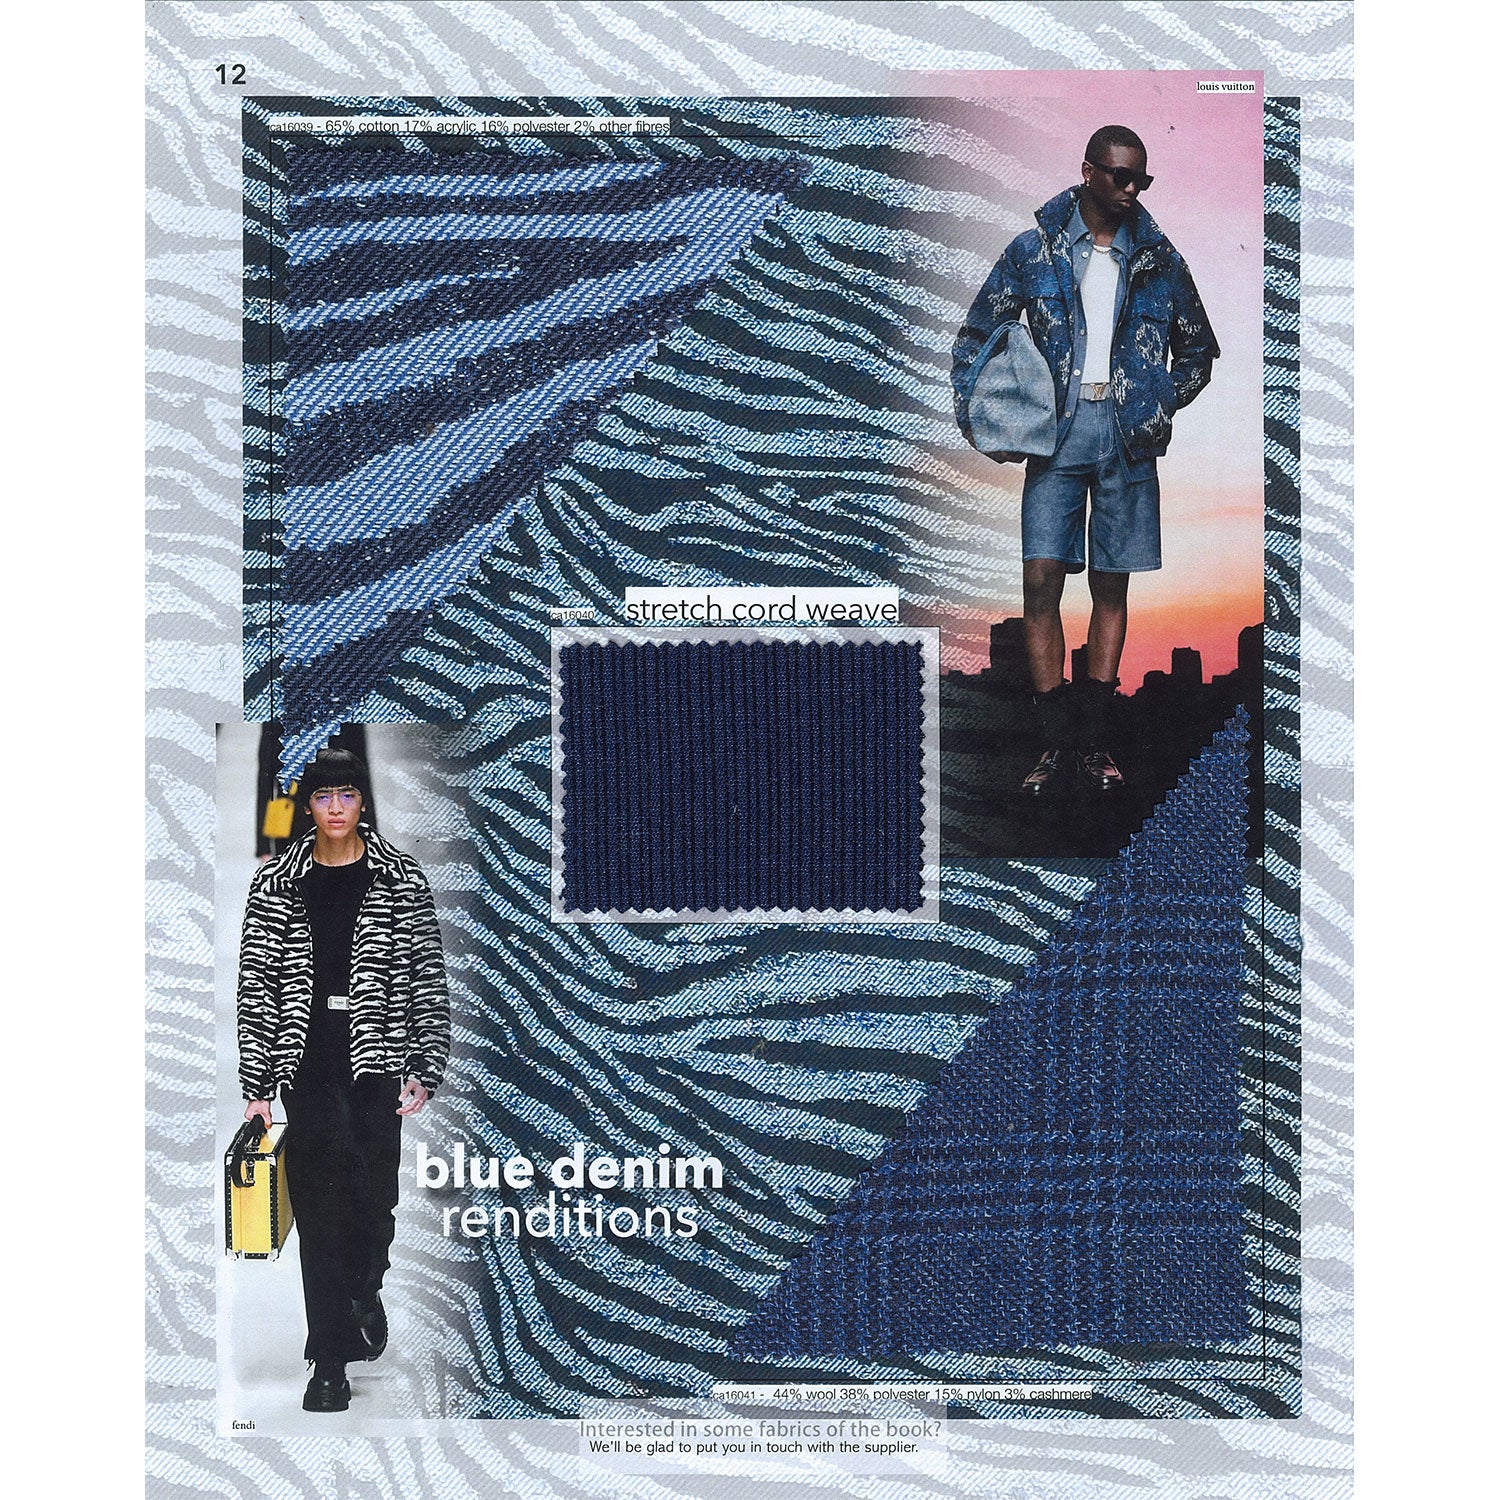 12
louis vuitton
ca16039 - 65% cotton 17% acrylic 16% polyester 2% other fibres
ca16040
stretch cord weave
blue denim
renditions
ca16041 - 44% wool 38% polyester 15% nylon 3% cashmere
fendi
Interested in some fabrics of the book?
We'll be glad to put you in touch with the supplier.